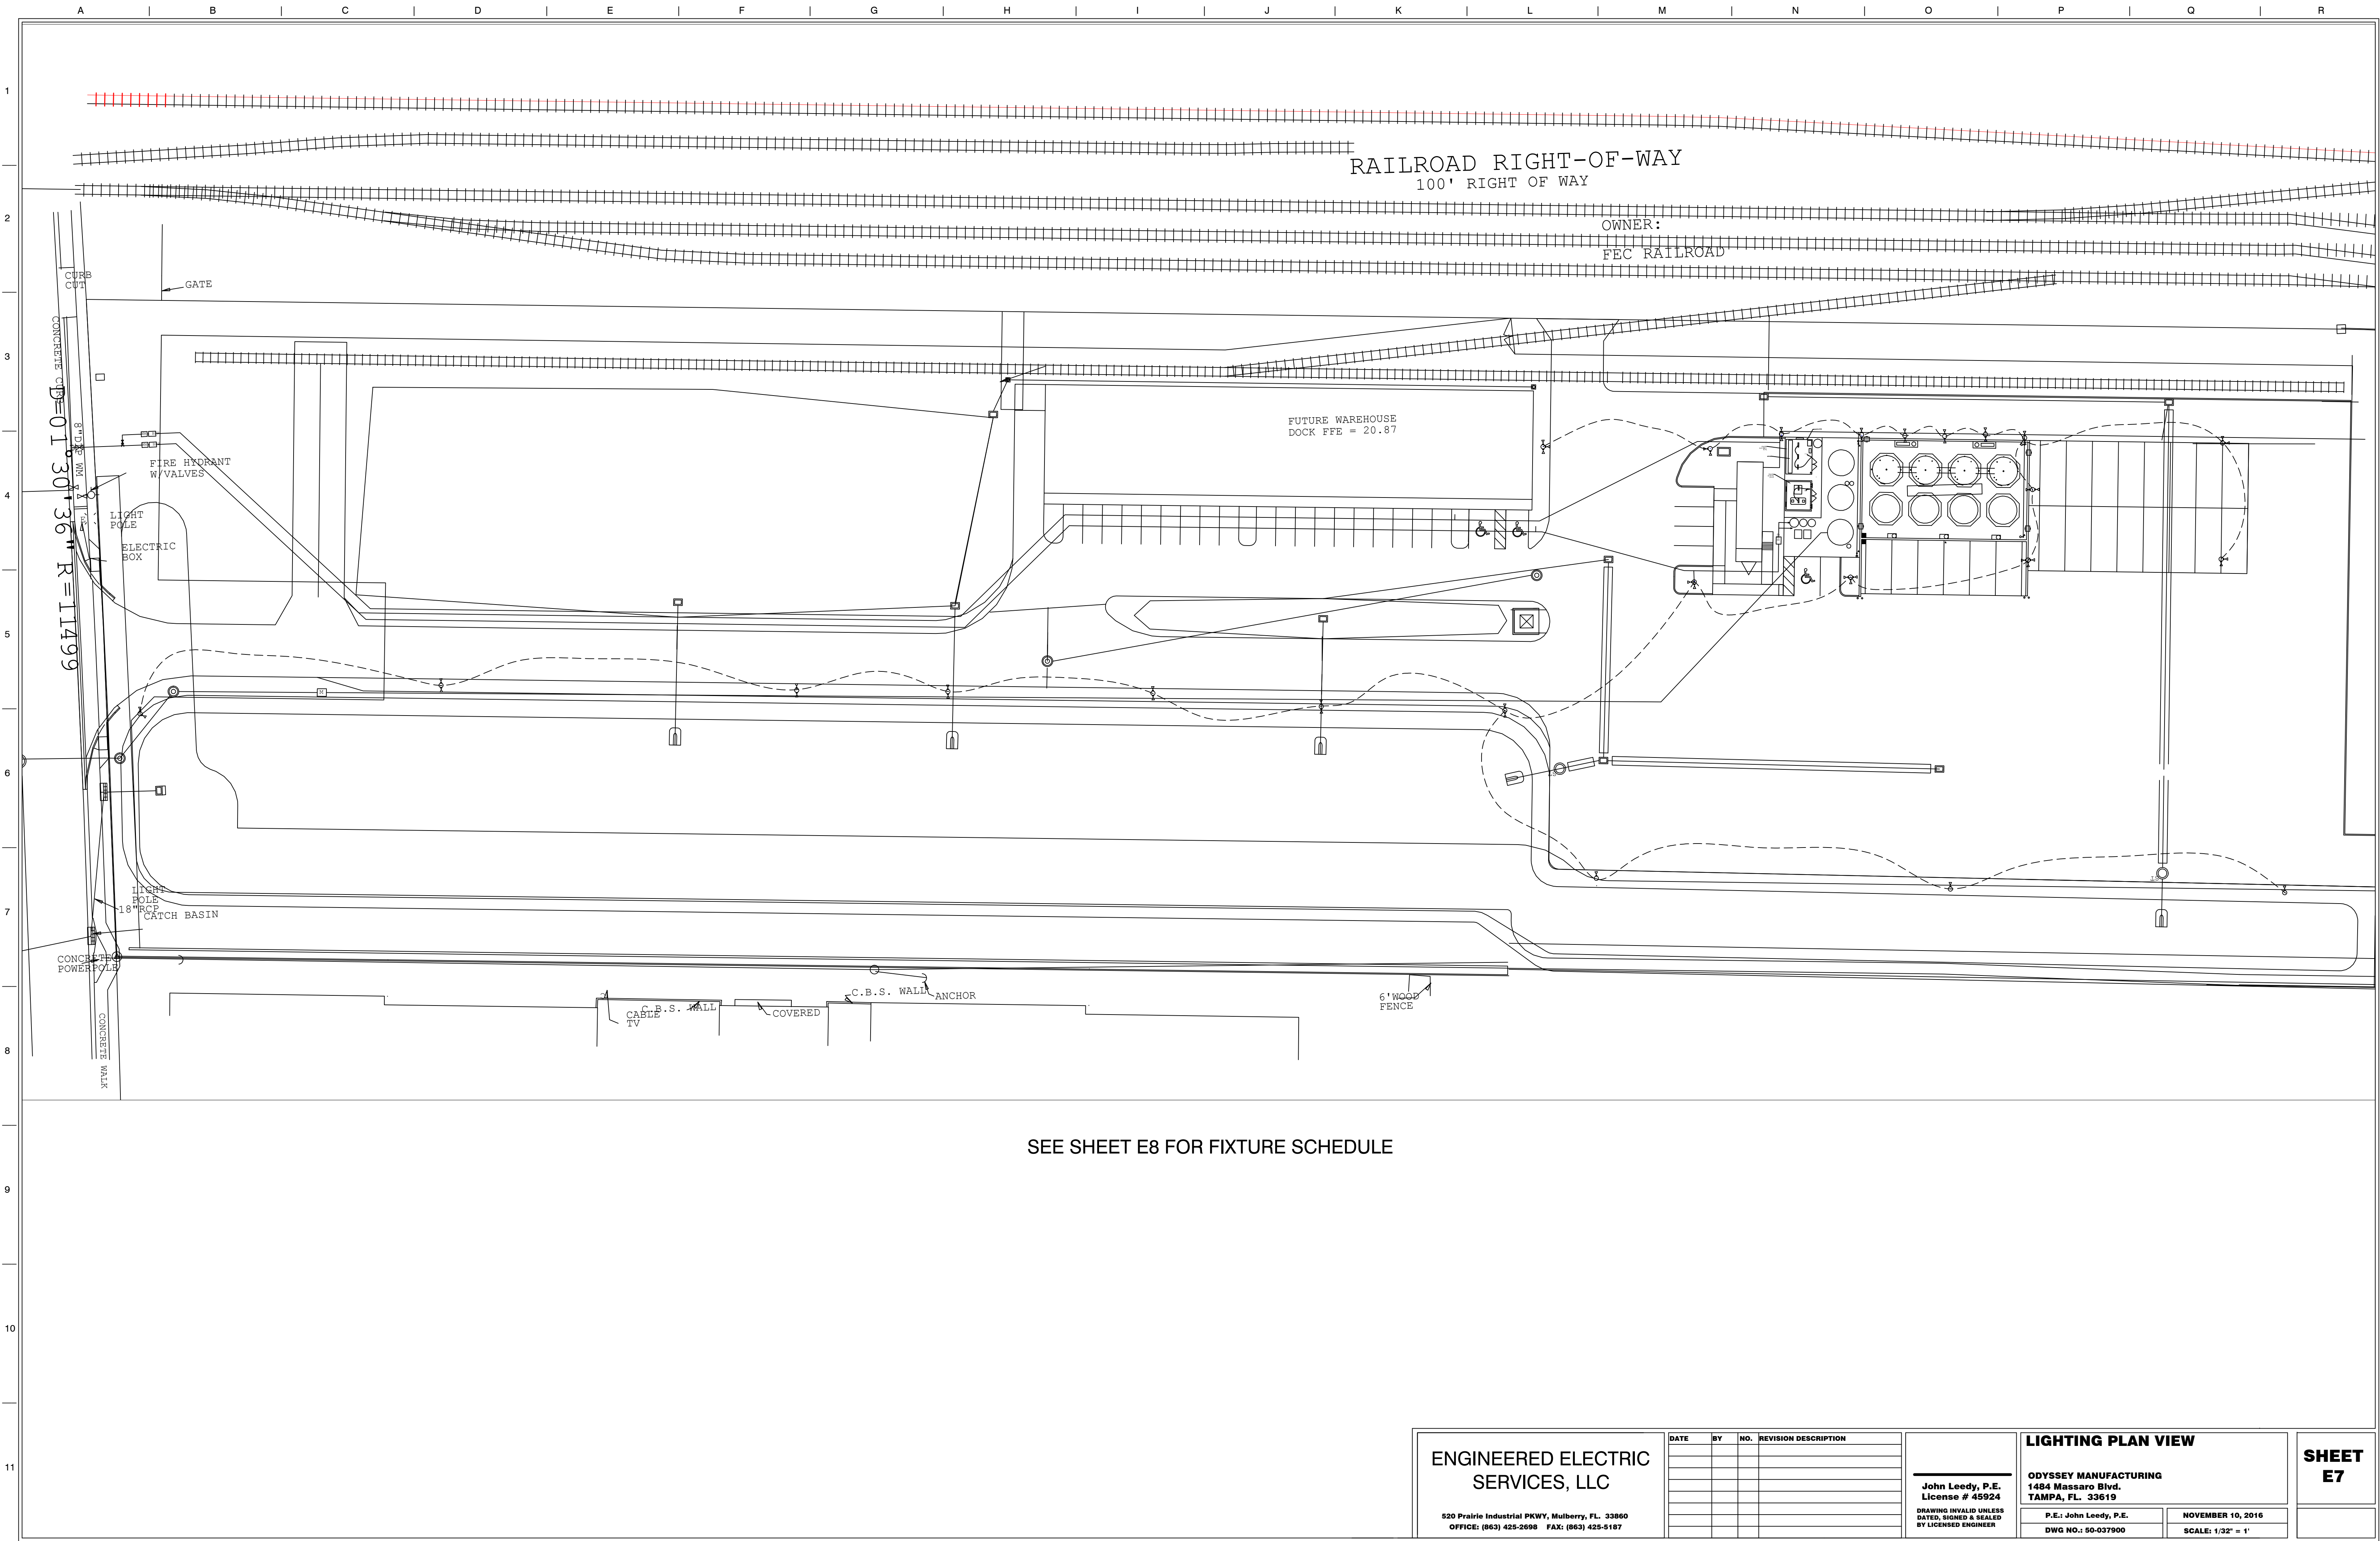 A B C D E F G H I J K L M N O P Q R
1
2
3
4
5
6
7
8
9
10
11
RAILROAD RIGHT-OF-WAY
100' RIGHT OF WAY
OWNER:
FEC RAILROAD
CURB
CUT
GATE
CONCRETE CURB
D=01°30'36" R=11499
8"DIP WM
FIRE HYDRANT
W/VALVES
LIGHT
POLE
ELECTRIC
BOX
FUTURE WAREHOUSE
DOCK FFE = 20.87
LIGHT
POLE
18"RCP
CATCH BASIN
CONCRETE
POWERPOLE
CONCRETE WALK
CABLE
TV
C.B.S. WALL
COVERED
C.B.S. WALL
ANCHOR
6'WOOD
FENCE
SEE SHEET E8 FOR FIXTURE SCHEDULE
ENGINEERED ELECTRIC
SERVICES, LLC
520 Prairie Industrial PKWY, Mulberry, FL. 33860
OFFICE: (863) 425-2698 FAX: (863) 425-5187
DATE BY NO. REVISION DESCRIPTION
John Leedy, P.E.
License # 45924
DRAWING INVALID UNLESS
DATED, SIGNED & SEALED
BY LICENSED ENGINEER
LIGHTING PLAN VIEW
ODYSSEY MANUFACTURING
1484 Massaro Blvd.
TAMPA, FL. 33619
P.E.: John Leedy, P.E.
NOVEMBER 10, 2016
DWG NO.: 50-037900
SCALE: 1/32" = 1'
SHEET
E7